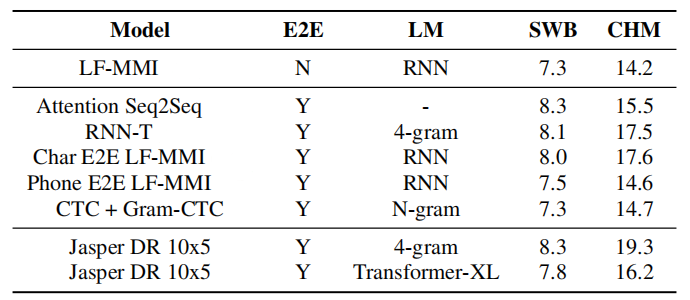 Model E2E LM SWB CHM
LF-MMI N RNN 7.3 14.2
Attention Seq2Seq Y - 8.3 15.5
RNN-T Y 4-gram 8.1 17.5
Char E2E LF-MMI Y RNN 8.0 17.6
Phone E2E LF-MMI Y RNN 7.5 14.6
CTC + Gram-CTC Y N-gram 7.3 14.7
Jasper DR 10x5 Y 4-gram 8.3 19.3
Jasper DR 10x5 Y Transformer-XL 7.8 16.2